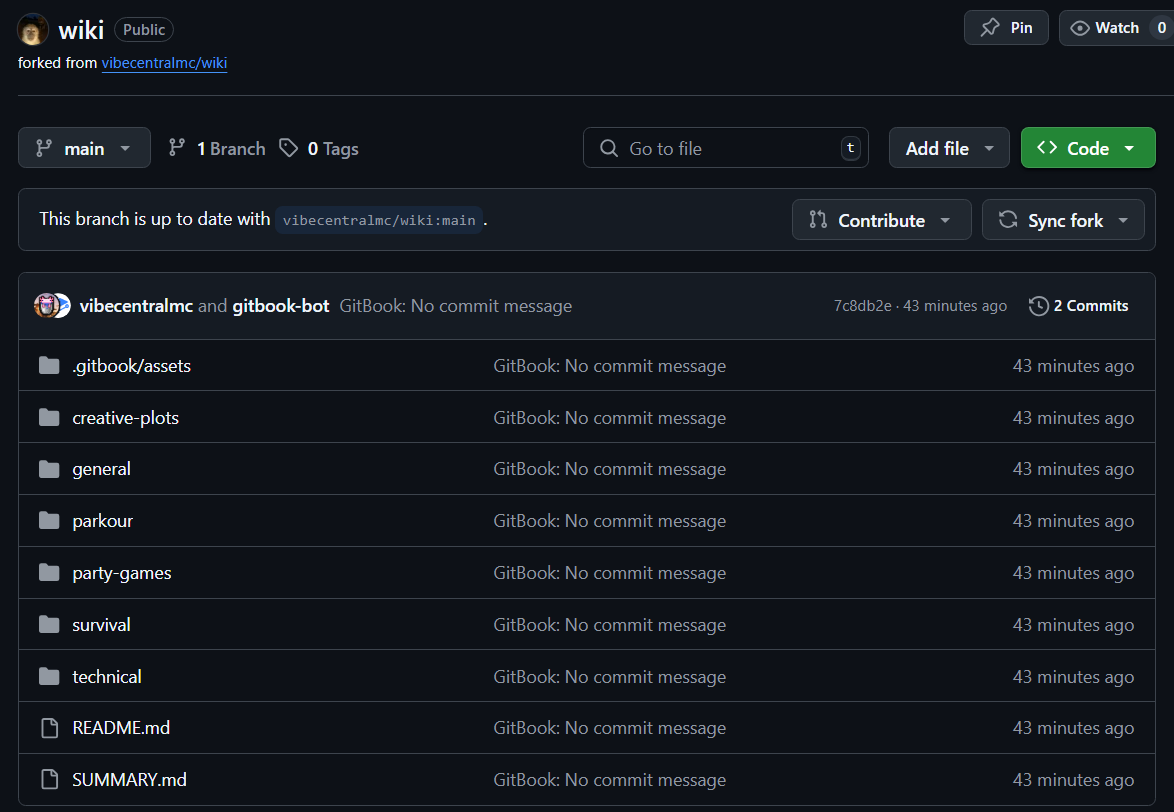 wiki Public Pin Watch 0
forked from vibecentralmc/wiki
main 1 Branch 0 Tags Go to file t Add file Code
This branch is up to date with vibecentralmc/wiki:main . Contribute Sync fork
vibecentralmc and gitbook-bot GitBook: No commit message 7c8db2e · 43 minutes ago 2 Commits
.gitbook/assets GitBook: No commit message 43 minutes ago
creative-plots GitBook: No commit message 43 minutes ago
general GitBook: No commit message 43 minutes ago
parkour GitBook: No commit message 43 minutes ago
party-games GitBook: No commit message 43 minutes ago
survival GitBook: No commit message 43 minutes ago
technical GitBook: No commit message 43 minutes ago
README.md GitBook: No commit message 43 minutes ago
SUMMARY.md GitBook: No commit message 43 minutes ago